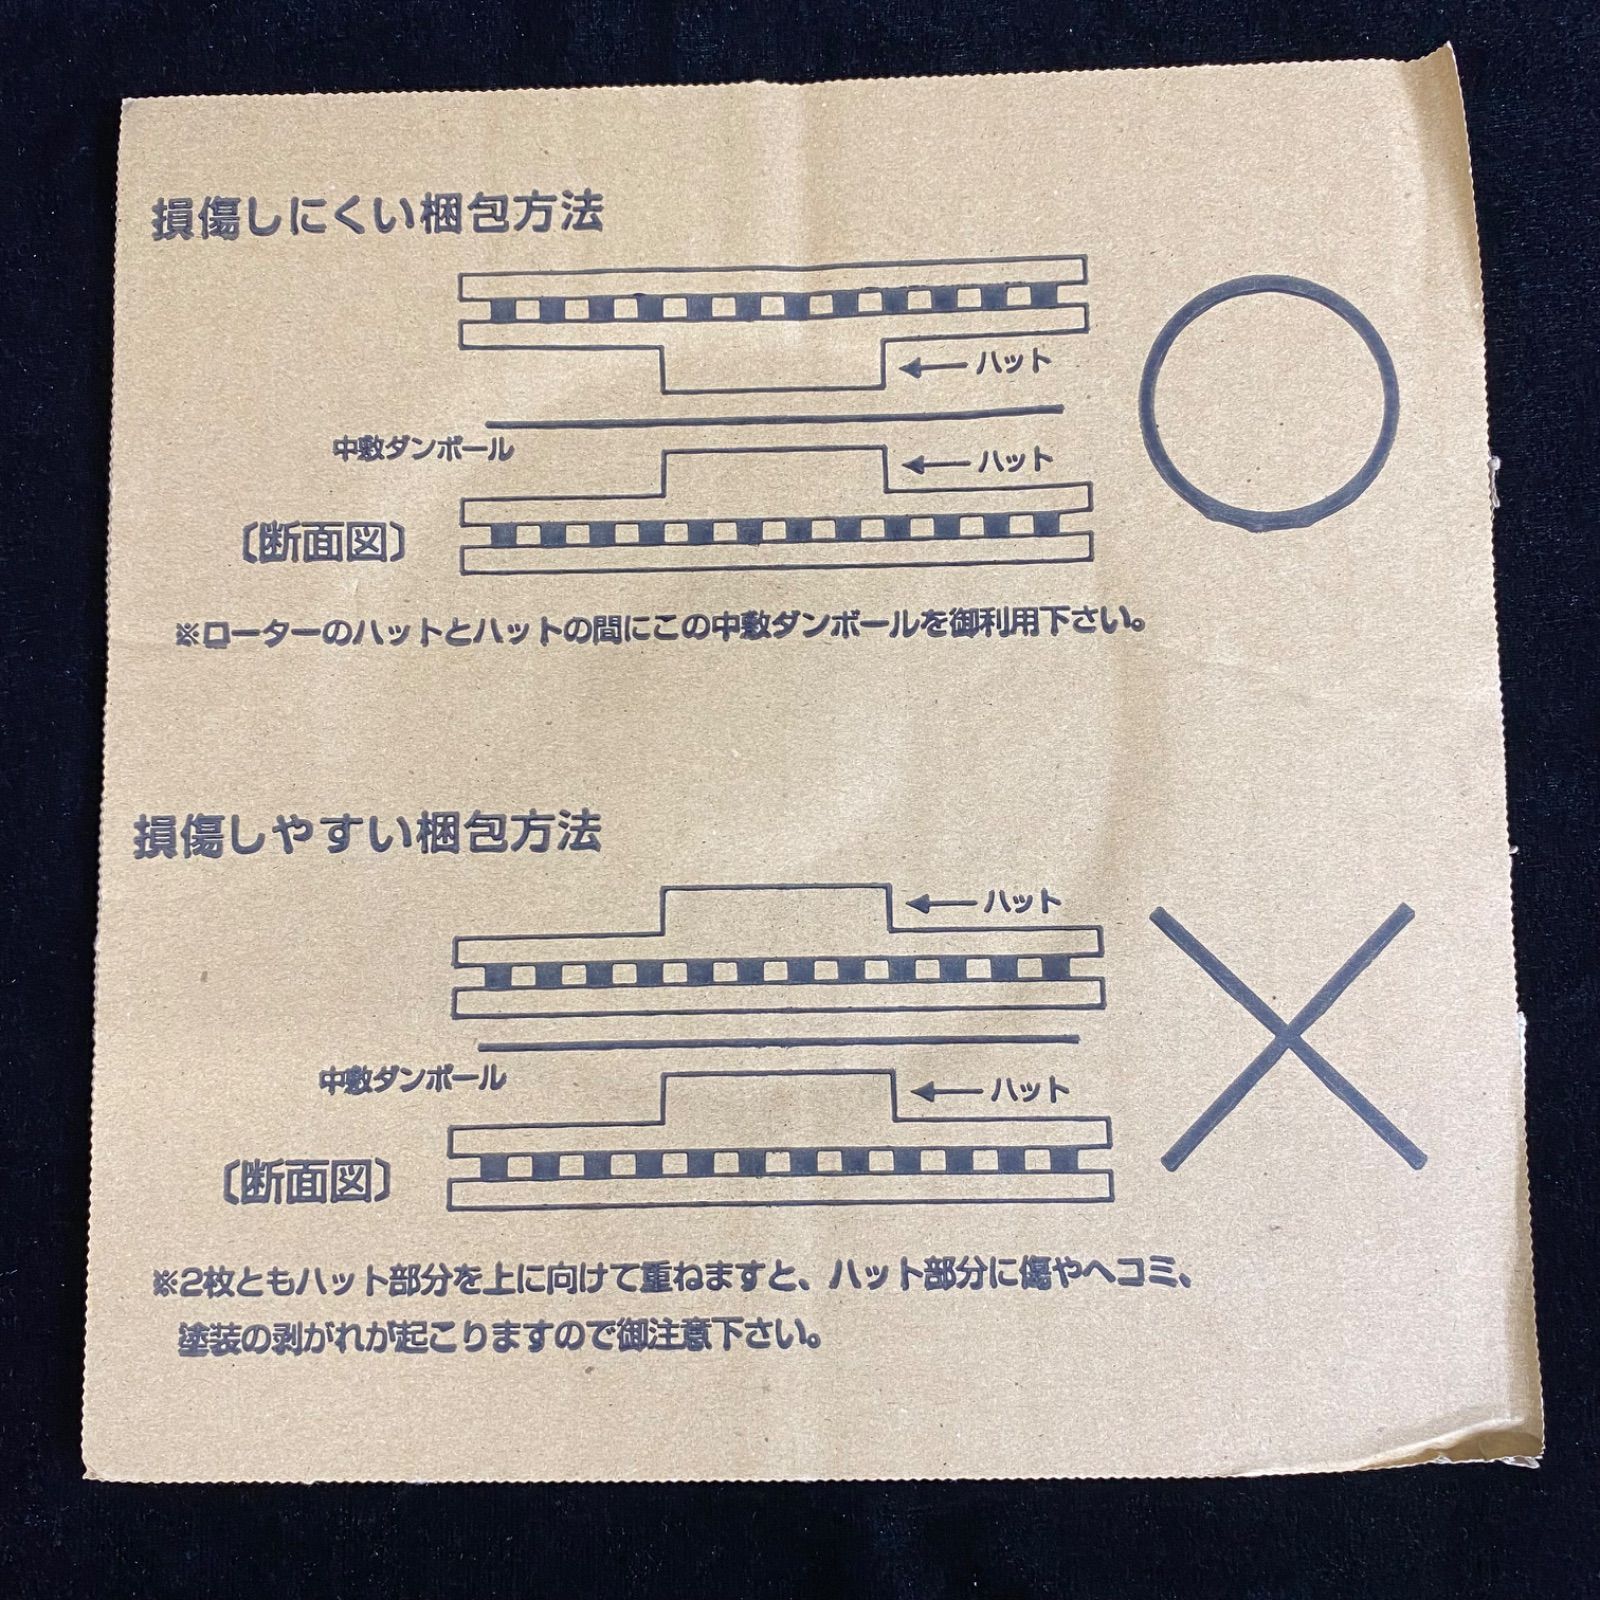 損傷しにくい梱包方法
ハット
中敷ダンボール
ハット
〔断面図〕
※ローターのハットとハットの間にこの中敷ダンボールを御利用下さい。
損傷しやすい梱包方法
ハット
中敷ダンボール
ハット
〔断面図〕
※2枚ともハット部分を上に向けて重ねますと、ハット部分に傷やヘコミ、
塗装の剥がれが起こりますので御注意下さい。